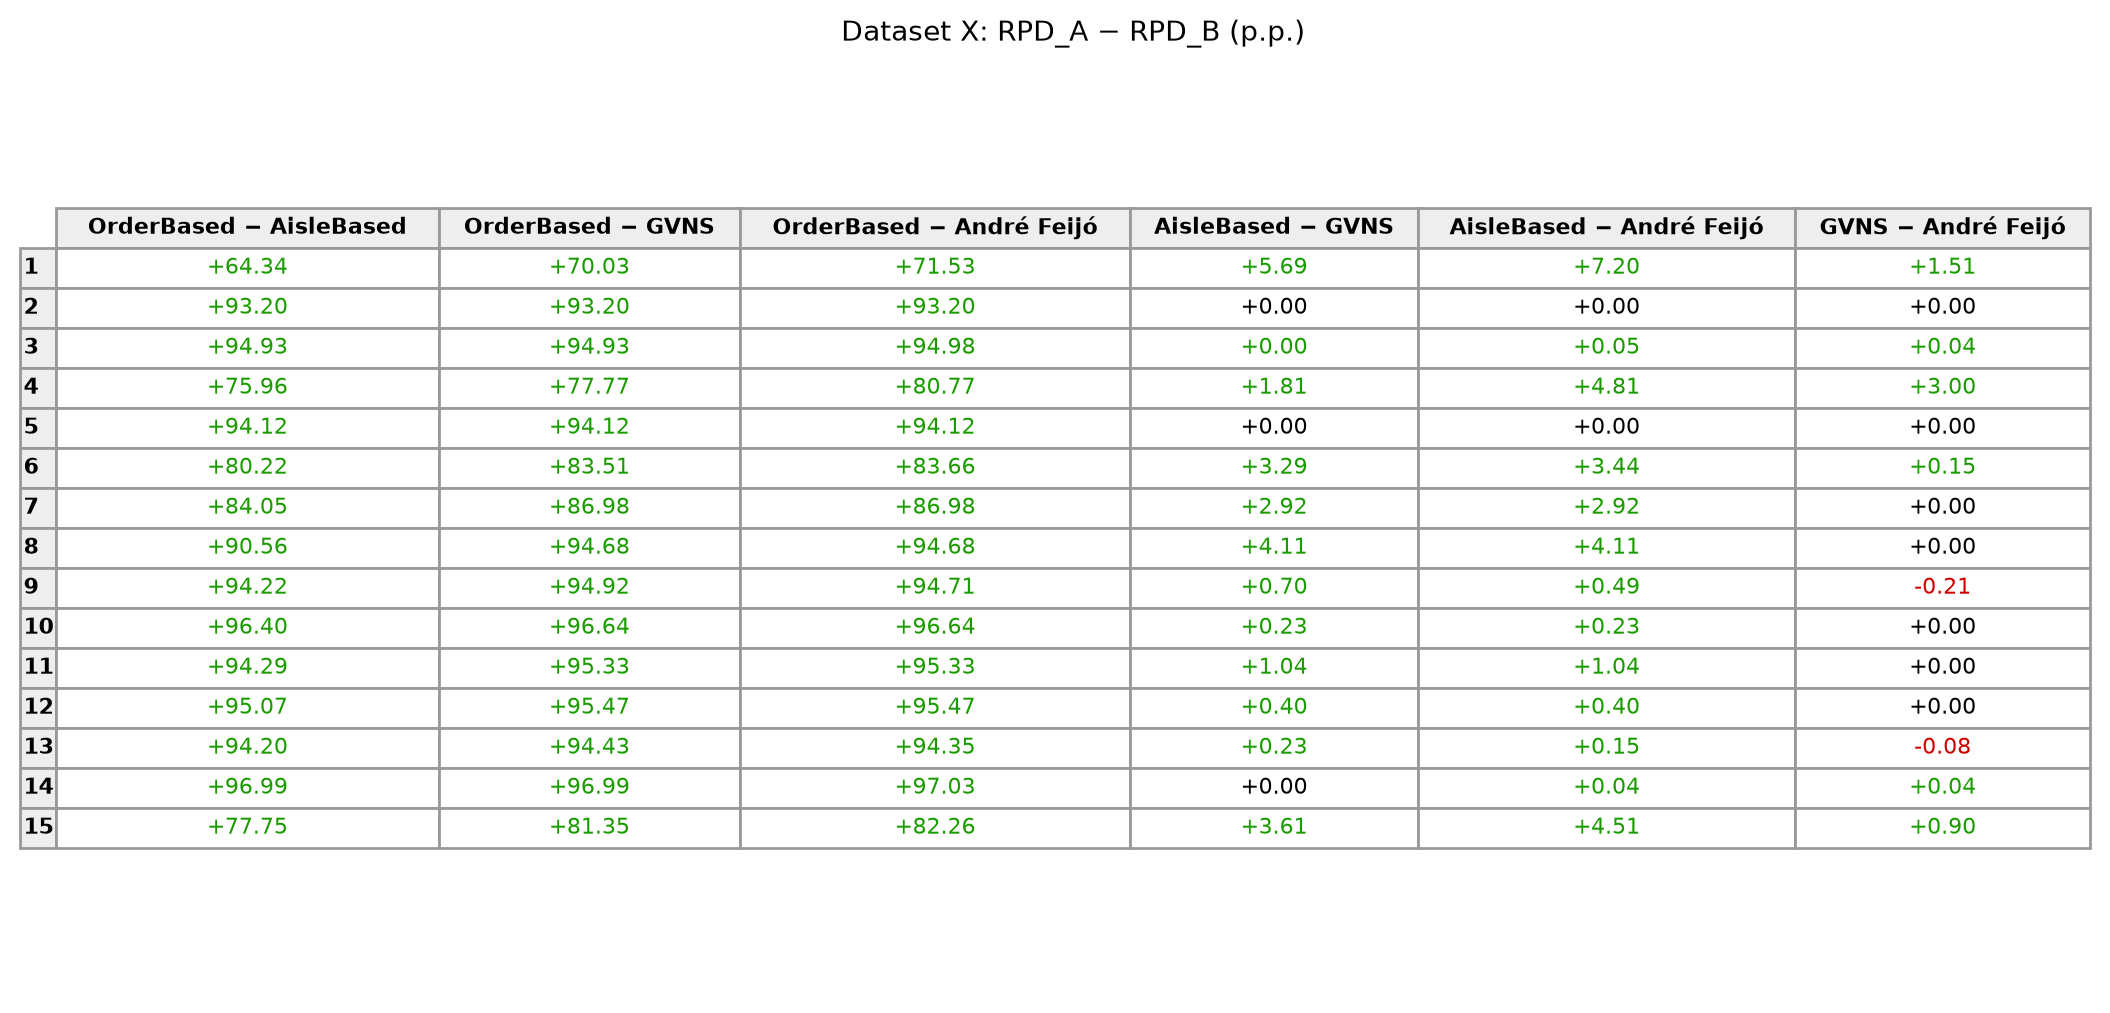 Dataset X: RPD_A − RPD_B (p.p.)
OrderBased − AisleBased OrderBased − GVNS OrderBased − André Feijó AisleBased − GVNS AisleBased − André Feijó GVNS − André Feijó
1 +64.34 +70.03 +71.53 +5.69 +7.20 +1.51
2 +93.20 +93.20 +93.20 +0.00 +0.00 +0.00
3 +94.93 +94.93 +94.98 +0.00 +0.05 +0.04
4 +75.96 +77.77 +80.77 +1.81 +4.81 +3.00
5 +94.12 +94.12 +94.12 +0.00 +0.00 +0.00
6 +80.22 +83.51 +83.66 +3.29 +3.44 +0.15
7 +84.05 +86.98 +86.98 +2.92 +2.92 +0.00
8 +90.56 +94.68 +94.68 +4.11 +4.11 +0.00
9 +94.22 +94.92 +94.71 +0.70 +0.49 -0.21
10 +96.40 +96.64 +96.64 +0.23 +0.23 +0.00
11 +94.29 +95.33 +95.33 +1.04 +1.04 +0.00
12 +95.07 +95.47 +95.47 +0.40 +0.40 +0.00
13 +94.20 +94.43 +94.35 +0.23 +0.15 -0.08
14 +96.99 +96.99 +97.03 +0.00 +0.04 +0.04
15 +77.75 +81.35 +82.26 +3.61 +4.51 +0.90